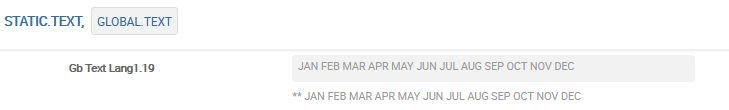 STATIC.TEXT, GLOBAL.TEXT
Gb Text Lang1.19 JAN FEB MAR APR MAY JUN JUL AUG SEP OCT NOV DEC
** JAN FEB MAR APR MAY JUN JUL AUG SEP OCT NOV DEC